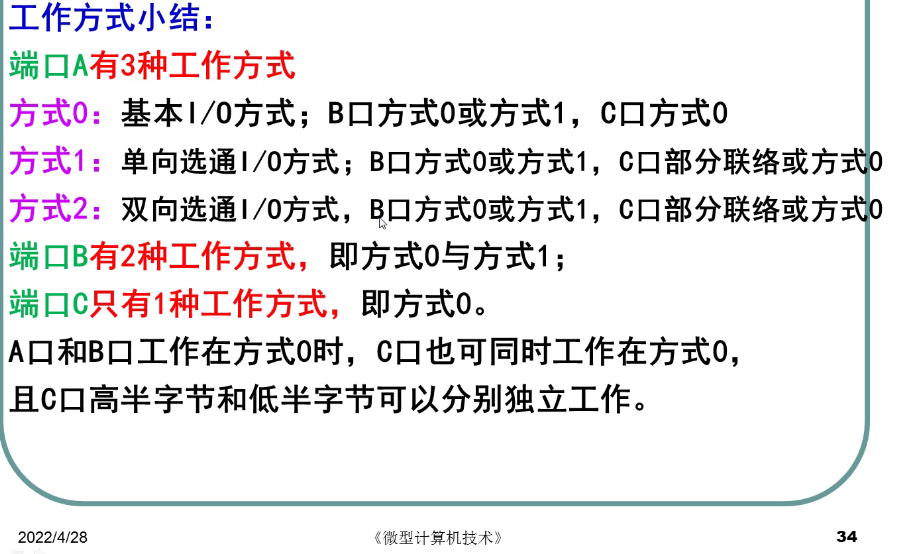 工作方式小结：
端口A有3种工作方式
方式0：基本I/O方式；B口方式0或方式1，C口方式0
方式1：单向选通I/O方式；B口方式0或方式1，C口部分联络或方式0
方式2：双向选通I/O方式，B口方式0或方式1，C口部分联络或方式0
端口B有2种工作方式，即方式0与方式1；
端口C只有1种工作方式，即方式0。
A口和B口工作在方式0时，C口也可同时工作在方式0，
且C口高半字节和低半字节可以分别独立工作。
2022/4/28 《微型计算机技术》 34